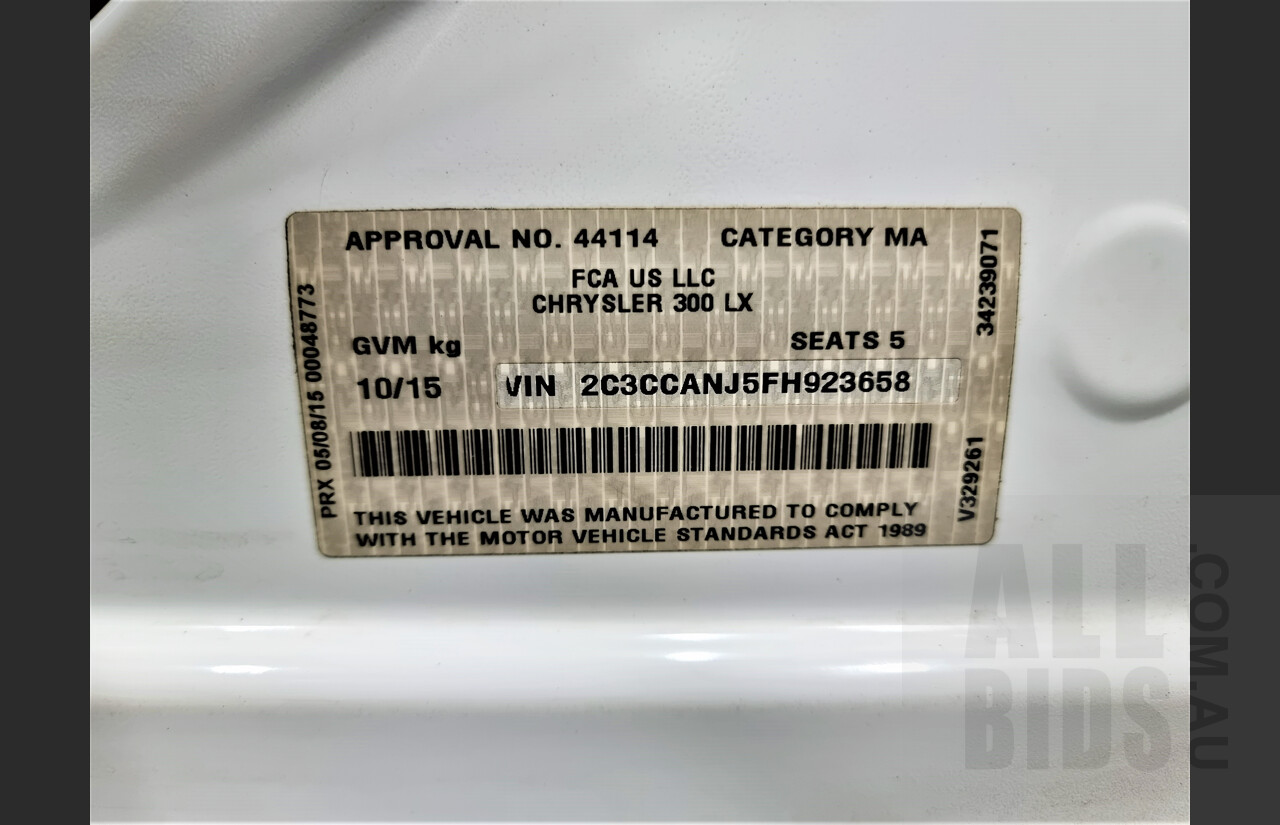 APPROVAL NO. 44114 CATEGORY MA
FCA US LLC
CHRYSLER 300 LX
GVM kg SEATS 5
10/15 VIN 2C3CCANJ5FH923658
THIS VEHICLE WAS MANUFACTURED TO COMPLY
WITH THE MOTOR VEHICLE STANDARDS ACT 1989
PRX 05/08/15 00048773
34239071
V329261
ALL
BIDS
.COM.AU